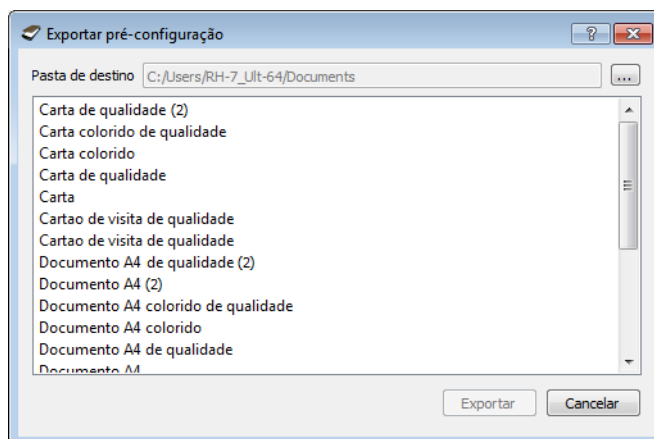 Exportar pré-configuração
Pasta de destino C:/Users/RH-7_Ult-64/Documents ...
Carta de qualidade (2)
Carta colorido de qualidade
Carta colorido
Carta de qualidade
Carta
Cartao de visita de qualidade
Cartao de visita de qualidade
Documento A4 de qualidade (2)
Documento A4 (2)
Documento A4 colorido de qualidade
Documento A4 colorido
Documento A4 de qualidade
Documento A4
Exportar Cancelar